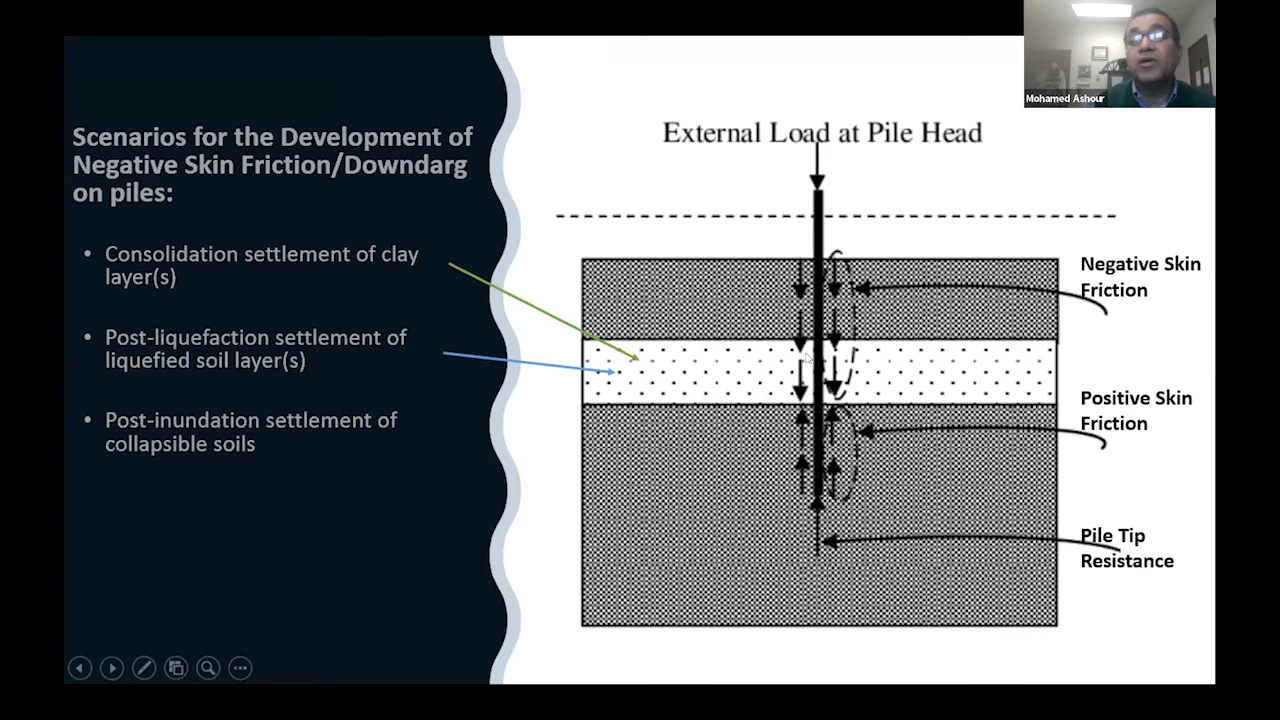 Mohamed Ashour
Scenarios for the Development of
Negative Skin Friction/Downdarg
on piles:
• Consolidation settlement of clay
layer(s)
• Post-liquefaction settlement of
liquefied soil layer(s)
• Post-inundation settlement of
collapsible soils
External Load at Pile Head
Negative Skin
Friction
Positive Skin
Friction
Pile Tip
Resistance